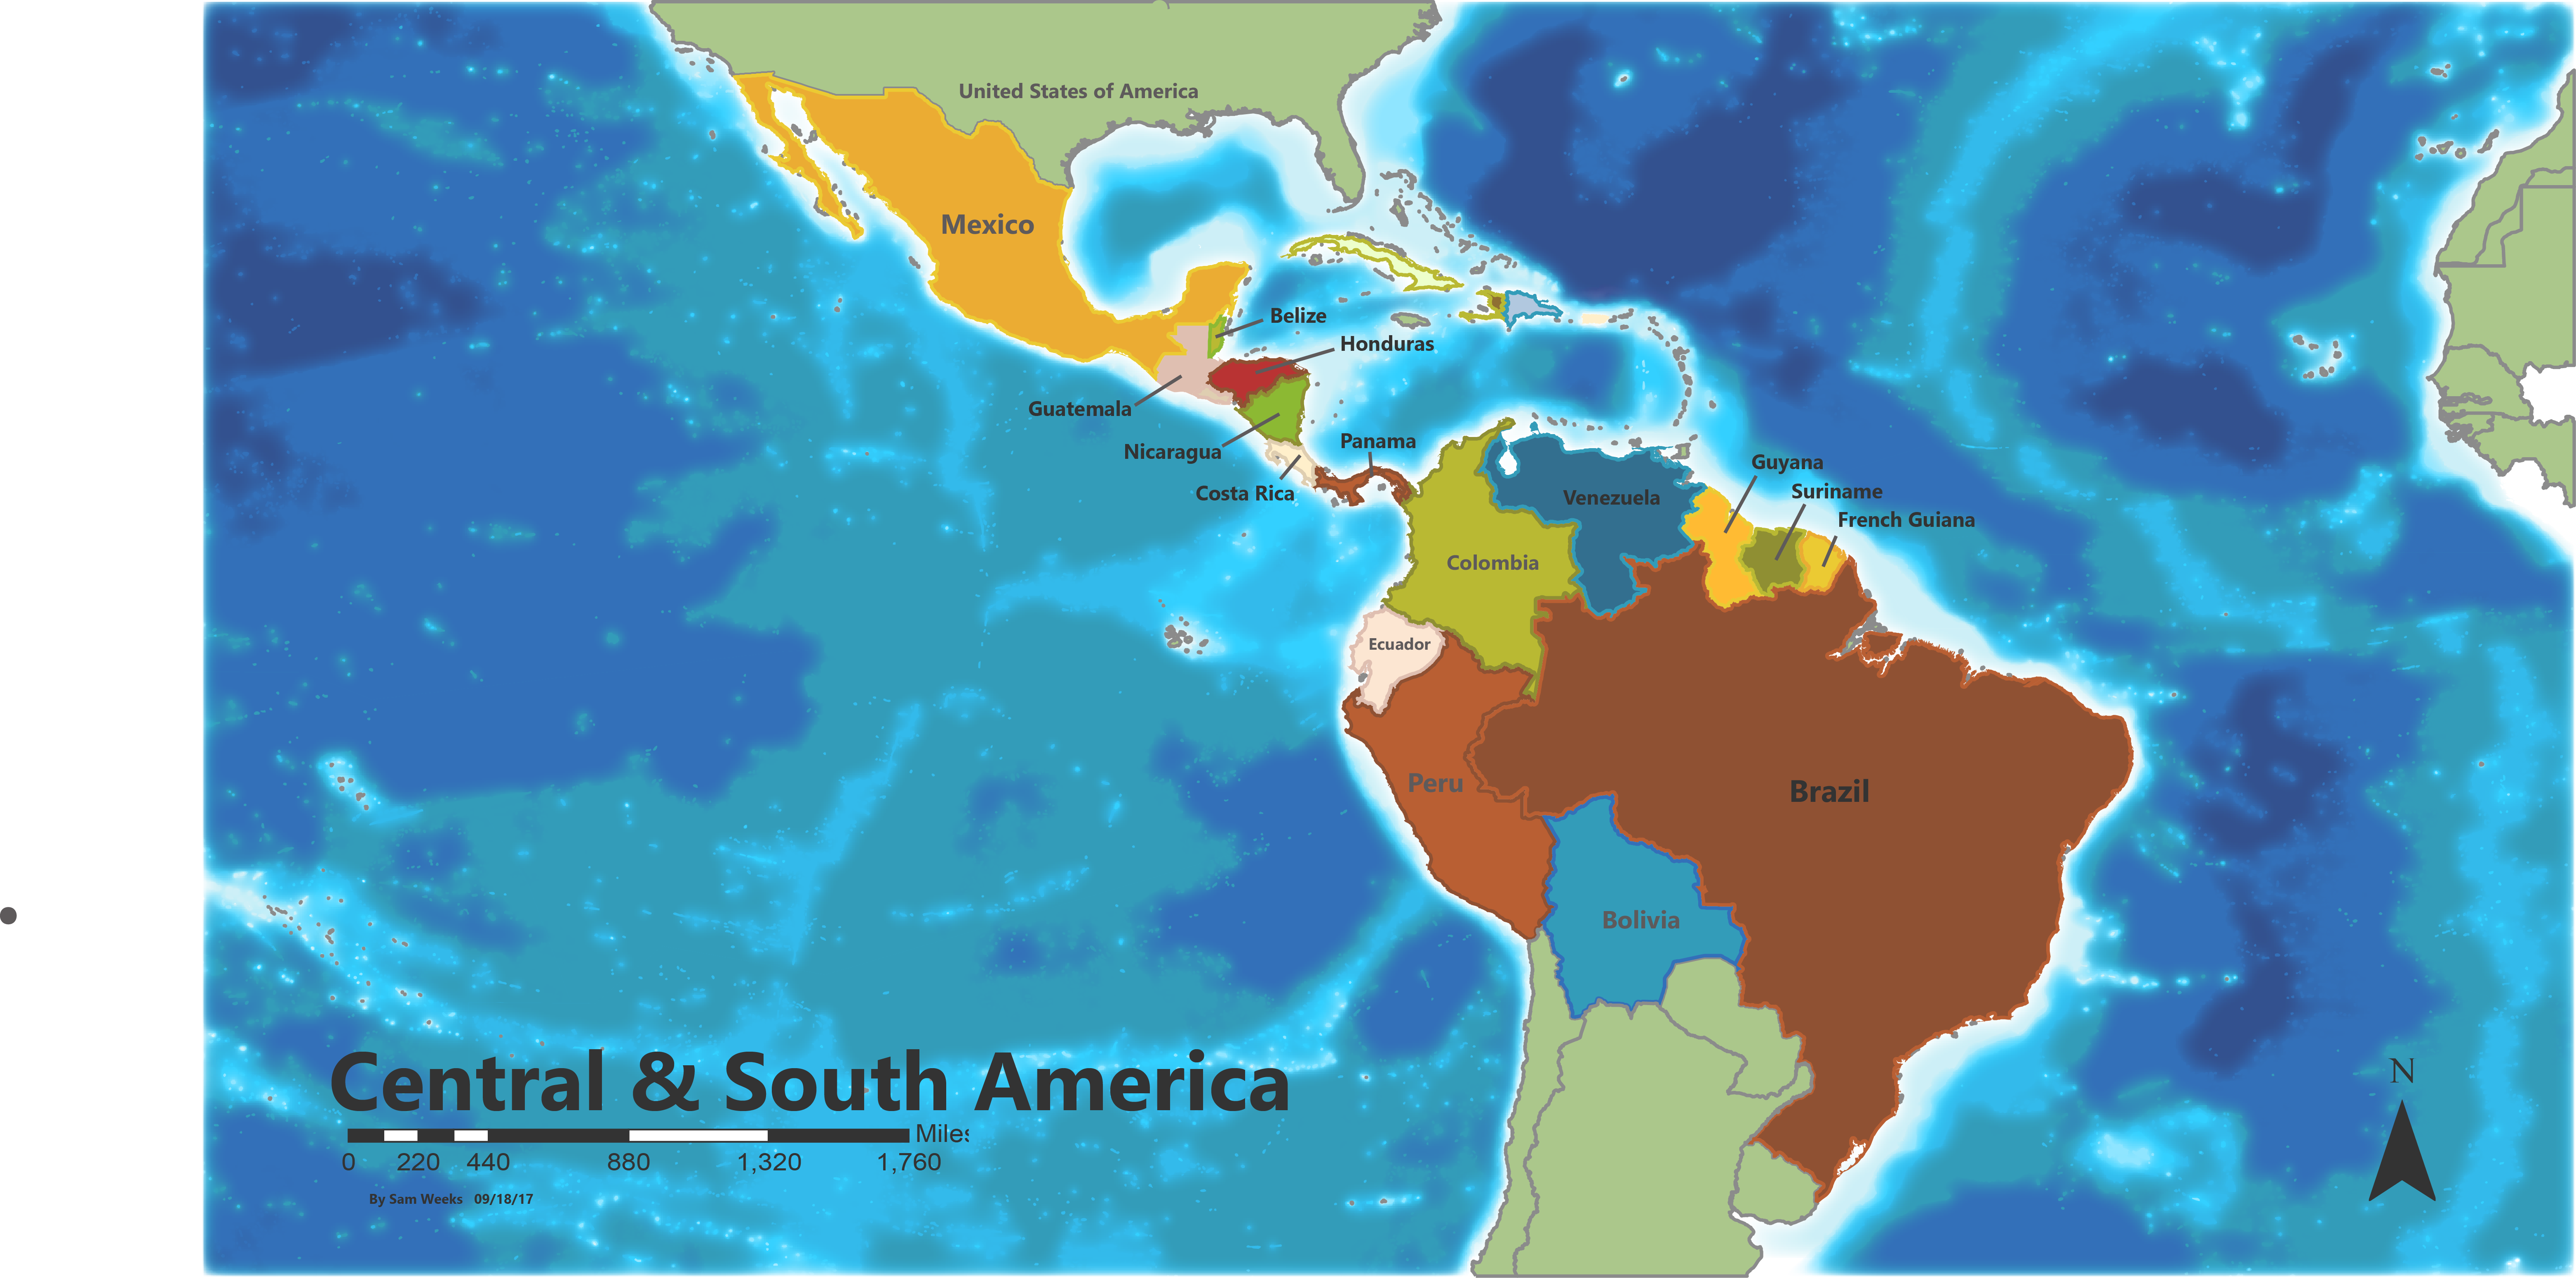 United States of America
Mexico
Belize
Honduras
Guatemala
Nicaragua
Panama
Costa Rica
Guyana
Venezuela
Suriname
French Guiana
Colombia
Ecuador
Peru
Brazil
Bolivia
N
Central & South America
Miles
0 220 440 880 1,320 1,760
By Sam Weeks 09/18/17